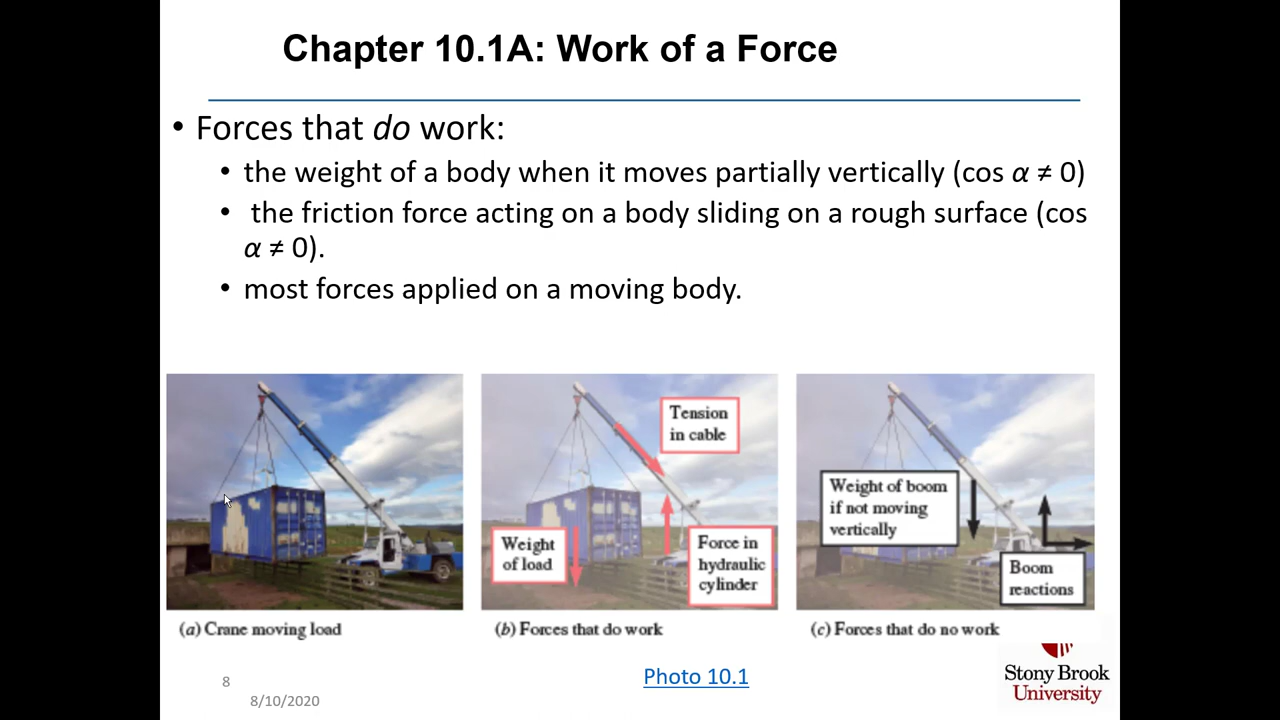 Chapter 10.1A: Work of a Force
• Forces that do work:
• the weight of a body when it moves partially vertically (cos α ≠ 0)
• the friction force acting on a body sliding on a rough surface (cos
α ≠ 0).
• most forces applied on a moving body.
Tension
in cable
Weight
of load
Force in
hydraulic
cylinder
Weight of boom
if not moving
vertically
Boom
reactions
(a) Crane moving load
(b) Forces that do work
(c) Forces that do no work
Photo 10.1
8
8/10/2020
Stony Brook
University